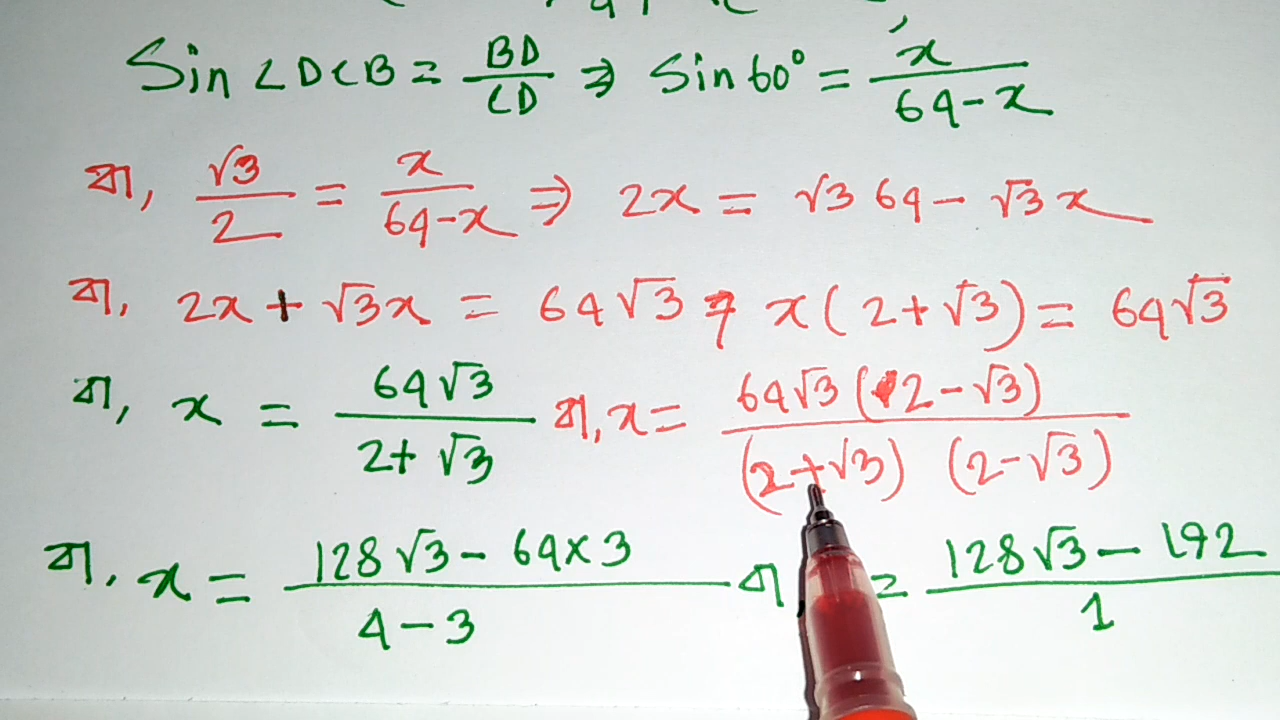 Sin ∠DCB = BD/CD ⇒ Sin 60° = x/(64-x)
বা, √3/2 = x/(64-x) ⇒ 2x = √3 64 - √3 x
বা, 2x + √3x = 64√3 ⇒ x(2+√3) = 64√3
বা, x = 64√3/(2+√3) বা, x = 64√3(2-√3)/((2+√3) (2-√3))
বা, x = (128√3 - 64×3)/(4-3) বা = (128√3 - 192)/1